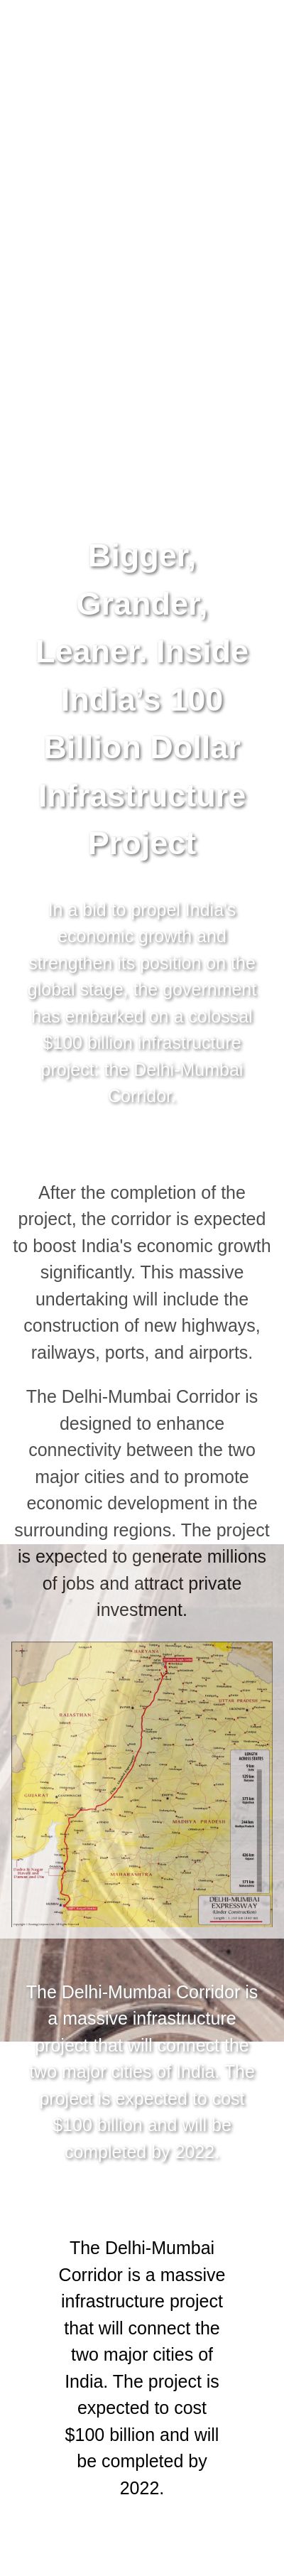 Bigger,
Grander,
Leaner. Inside
India's 100
Billion Dollar
Infrastructure
Project
In a bid to propel India's
economic growth and
strengthen its position on the
global stage, the government
has embarked on a colossal
$100 billion infrastructure
project: the Delhi-Mumbai
Corridor.
After the completion of the
project, the corridor is expected
to boost India's economic growth
significantly. This massive
undertaking will include the
construction of new highways,
railways, ports, and airports.
The Delhi-Mumbai Corridor is
designed to enhance
connectivity between the two
major cities and to promote
economic development in the
surrounding regions. The project
is expected to generate millions
of jobs and attract private
investment.
HARYANA
UTTAR PRADESH
RAJASTHAN
GUJARAT
MADHYA PRADESH
MAHARASHTRA
DELHI-MUMBAI
EXPRESSWAY
(Under Construction)
The Delhi-Mumbai Corridor is
a massive infrastructure
project that will connect the
two major cities of India. The
project is expected to cost
$100 billion and will be
completed by 2022.
The Delhi-Mumbai
Corridor is a massive
infrastructure project
that will connect the
two major cities of
India. The project is
expected to cost
$100 billion and will
be completed by
2022.